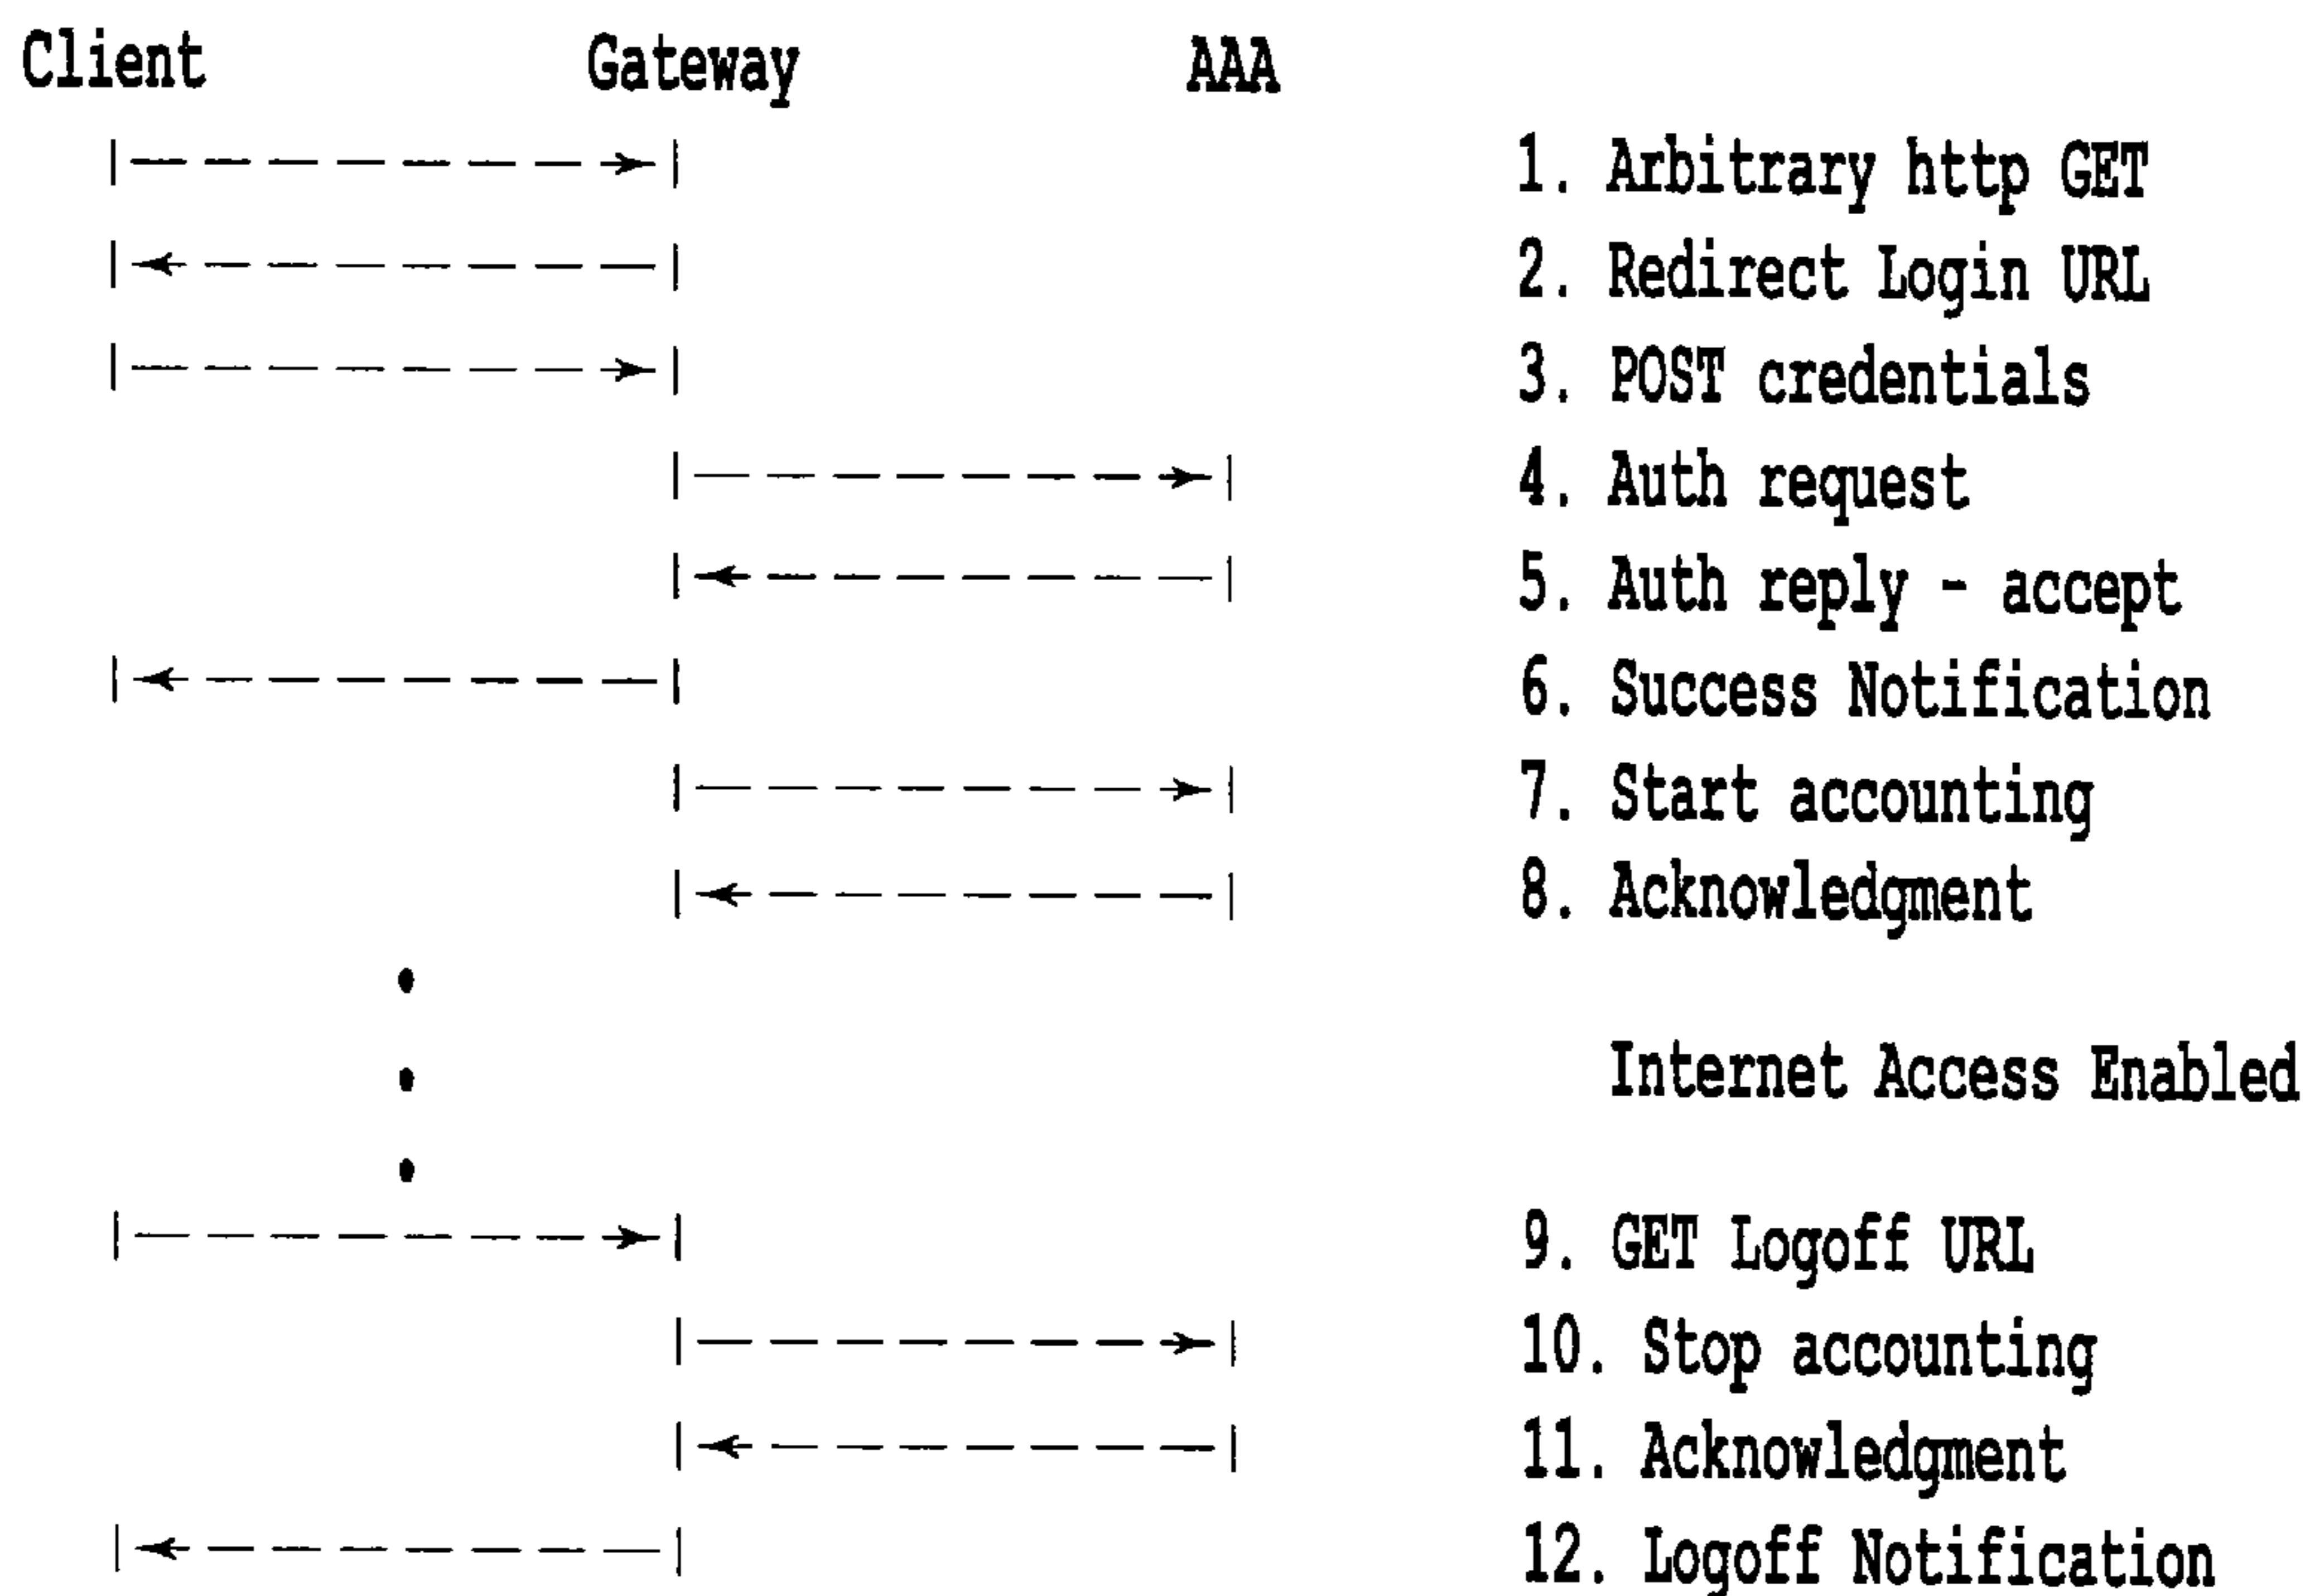 Client Gateway AAA
1. Arbitrary http GET
2. Redirect Login URL
3. POST credentials
4. Auth request
5. Auth reply - accept
6. Success Notification
7. Start accounting
8. Acknowledgment
Internet Access Enabled
9. GET Logoff URL
10. Stop accounting
11. Acknowledgment
12. Logoff Notification